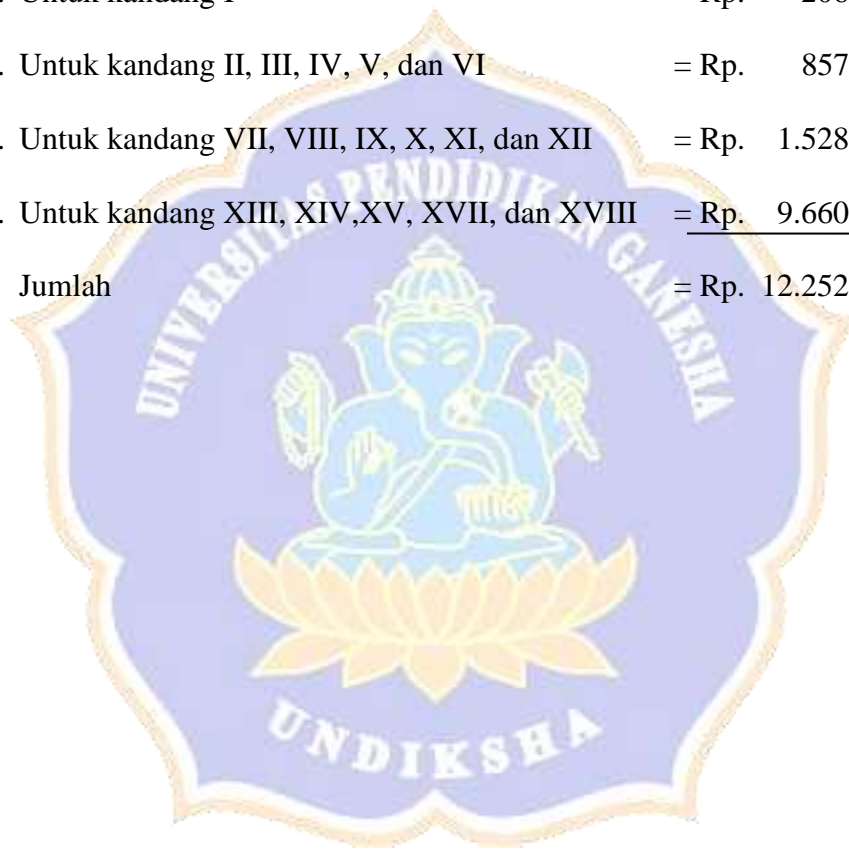 . Untuk kandang II, III, IV, V, dan VI = Rp. 857
. Untuk kandang VII, VIII, IX, X, XI, dan XII = Rp. 1.528
. Untuk kandang XIII, XIV,XV, XVII, dan XVIII = Rp. 9.660
Jumlah = Rp. 12.252
UNIVERSITAS PENDIDIKAN GANESHA
UNDIKSHA